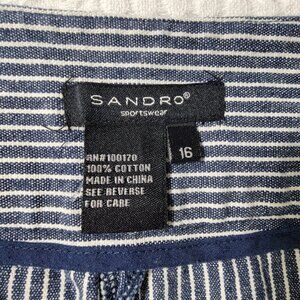 SANDRO®
sportswear
16
RN#100170
100% COTTON
MADE IN CHINA
SEE REVERSE
FOR CARE